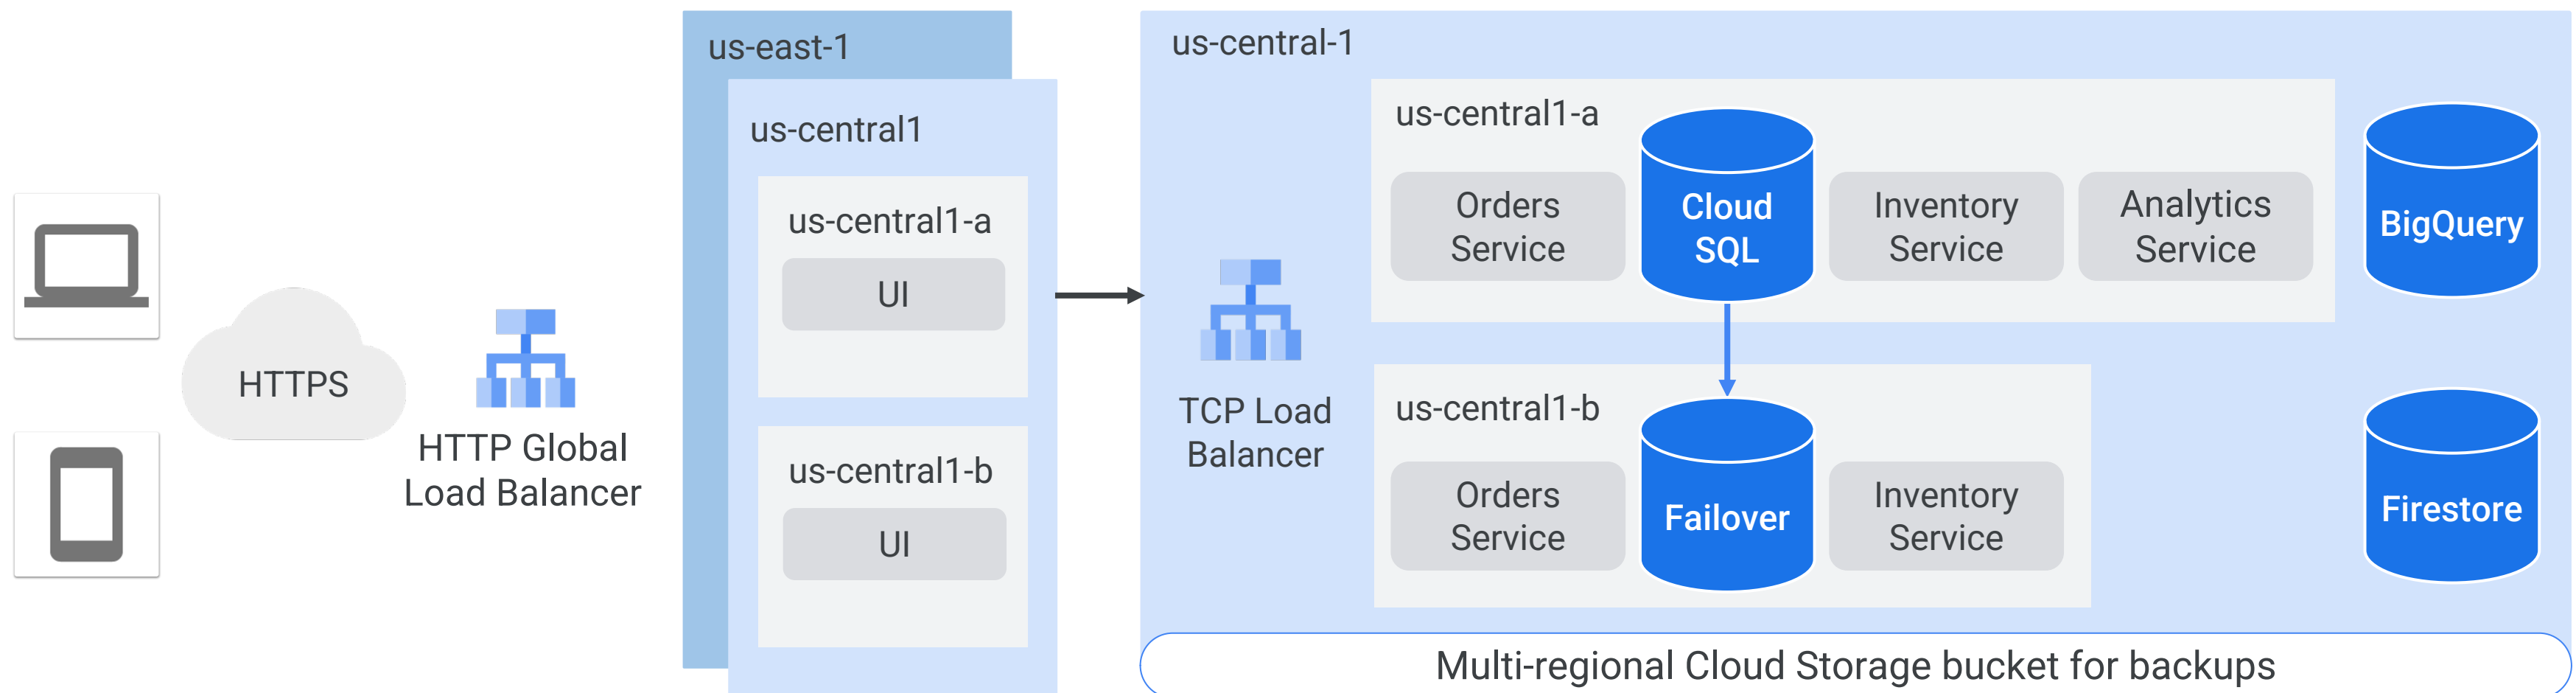 HTTPS
HTTP Global
Load Balancer
us-east-1
us-central1
us-central1-a
UI
us-central1-b
UI
us-central-1
TCP Load
Balancer
us-central1-a
Orders
Service
Cloud
SQL
Inventory
Service
Analytics
Service
us-central1-b
Orders
Service
Failover
Inventory
Service
BigQuery
Firestore
Multi-regional Cloud Storage bucket for backups